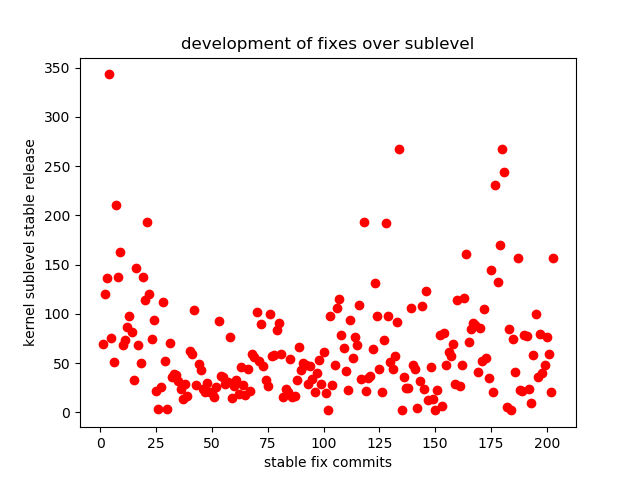 development of fixes over sublevel
kernel sublevel stable release
350
300
250
200
150
100
50
0
0 25 50 75 100 125 150 175 200
stable fix commits